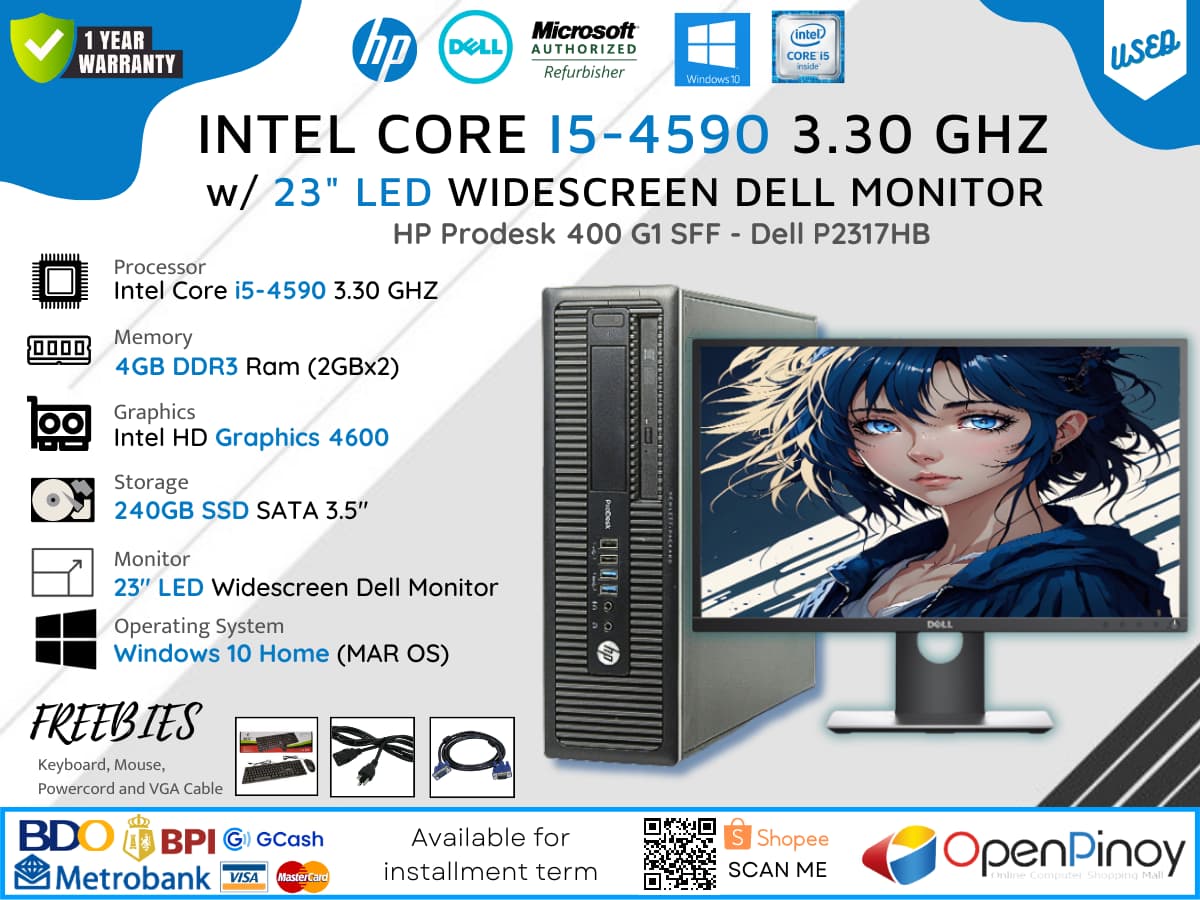 1 YEAR
WARRANTY
hp
DELL
Microsoft
AUTHORIZED
Refurbisher
Windows 10
intel
CORE i5
inside
USED
INTEL CORE I5-4590 3.30 GHZ
w/ 23" LED WIDESCREEN DELL MONITOR
HP Prodesk 400 G1 SFF - Dell P2317HB
Processor
Intel Core i5-4590 3.30 GHZ
Memory
4GB DDR3 Ram (2GBx2)
Graphics
Intel HD Graphics 4600
Storage
240GB SSD SATA 3.5"
Monitor
23" LED Widescreen Dell Monitor
Operating System
Windows 10 Home (MAR OS)
ProDesk
HEWLETT-PACKARD
hp
DELL
FREEBIES
Keyboard, Mouse,
Powercord and VGA Cable
BDO
BPI
GCash
Metrobank
VISA
MasterCard
Available for
installment term
Shopee
SCAN ME
OpenPinoy
Online Computer Shopping Mall